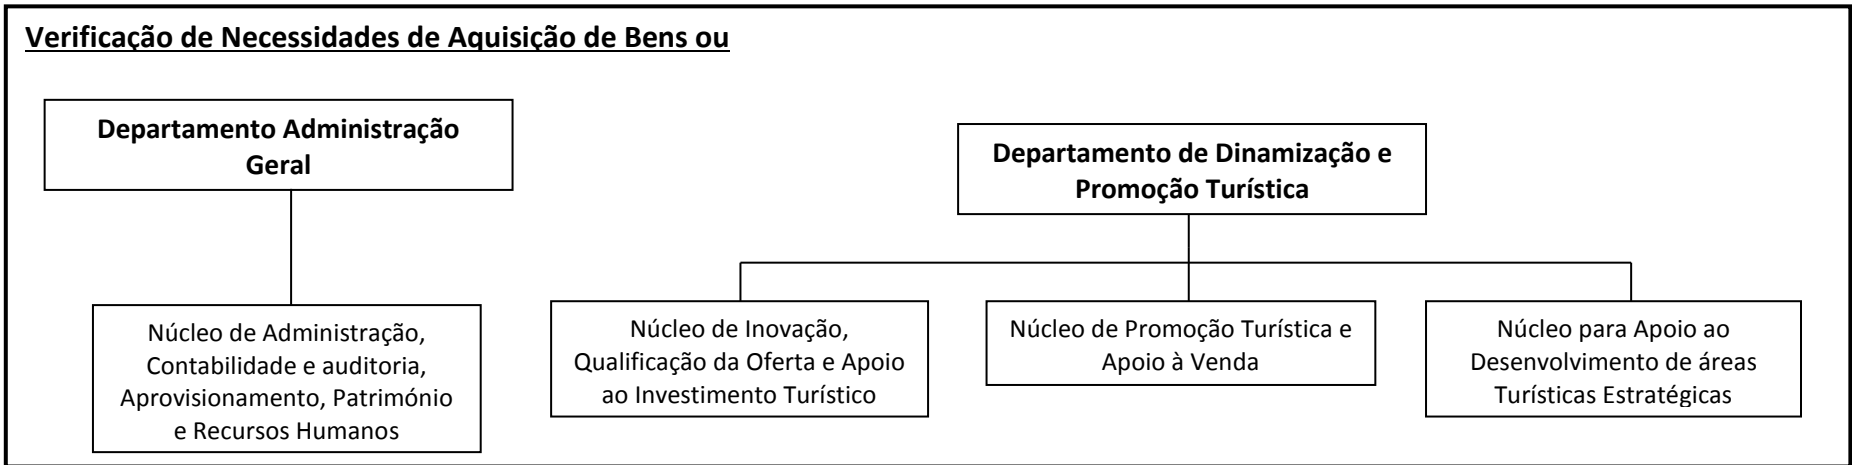 Verificação de Necessidades de Aquisição de Bens ou
Departamento Administração
Geral
Departamento de Dinamização e
Promoção Turística
Núcleo de Administração,
Contabilidade e auditoria,
Aprovisionamento, Património
e Recursos Humanos
Núcleo de Inovação,
Qualificação da Oferta e Apoio
ao Investimento Turístico
Núcleo de Promoção Turística e
Apoio à Venda
Núcleo para Apoio ao
Desenvolvimento de áreas
Turísticas Estratégicas